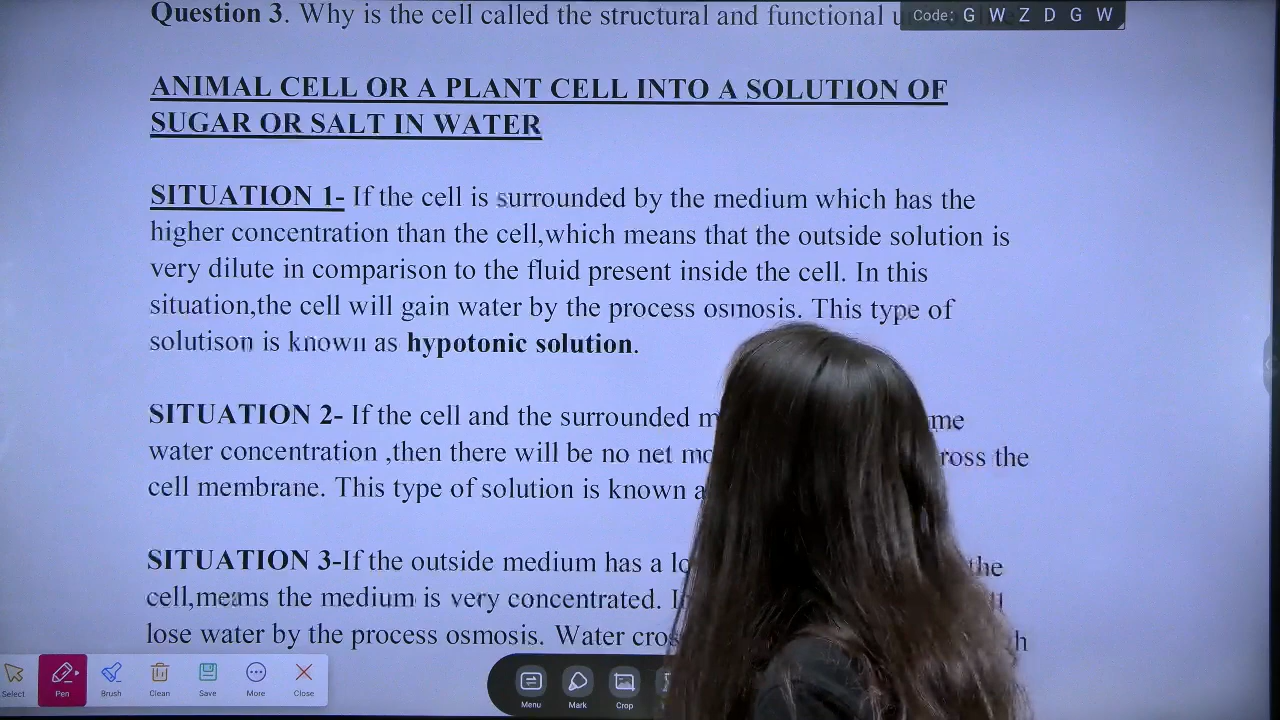 Question 3. Why is the cell called the structural and functional
Code: G W Z D G W
ANIMAL CELL OR A PLANT CELL INTO A SOLUTION OF
SUGAR OR SALT IN WATER
SITUATION 1- If the cell is surrounded by the medium which has the
higher concentration than the cell,which means that the outside solution is
very dilute in comparison to the fluid present inside the cell. In this
situation,the cell will gain water by the process osmosis. This type of
solutison is known as hypotonic solution.
SITUATION 2- If the cell and the surrounded
water concentration ,then there will be no net the
cell membrane. This type of solution is known
SITUATION 3-If the outside medium has a the
cell,means the medium is very concentrated.
lose water by the process osmosis. Water
Select Pen Brush Clean Save More Close
Menu Mark Crop